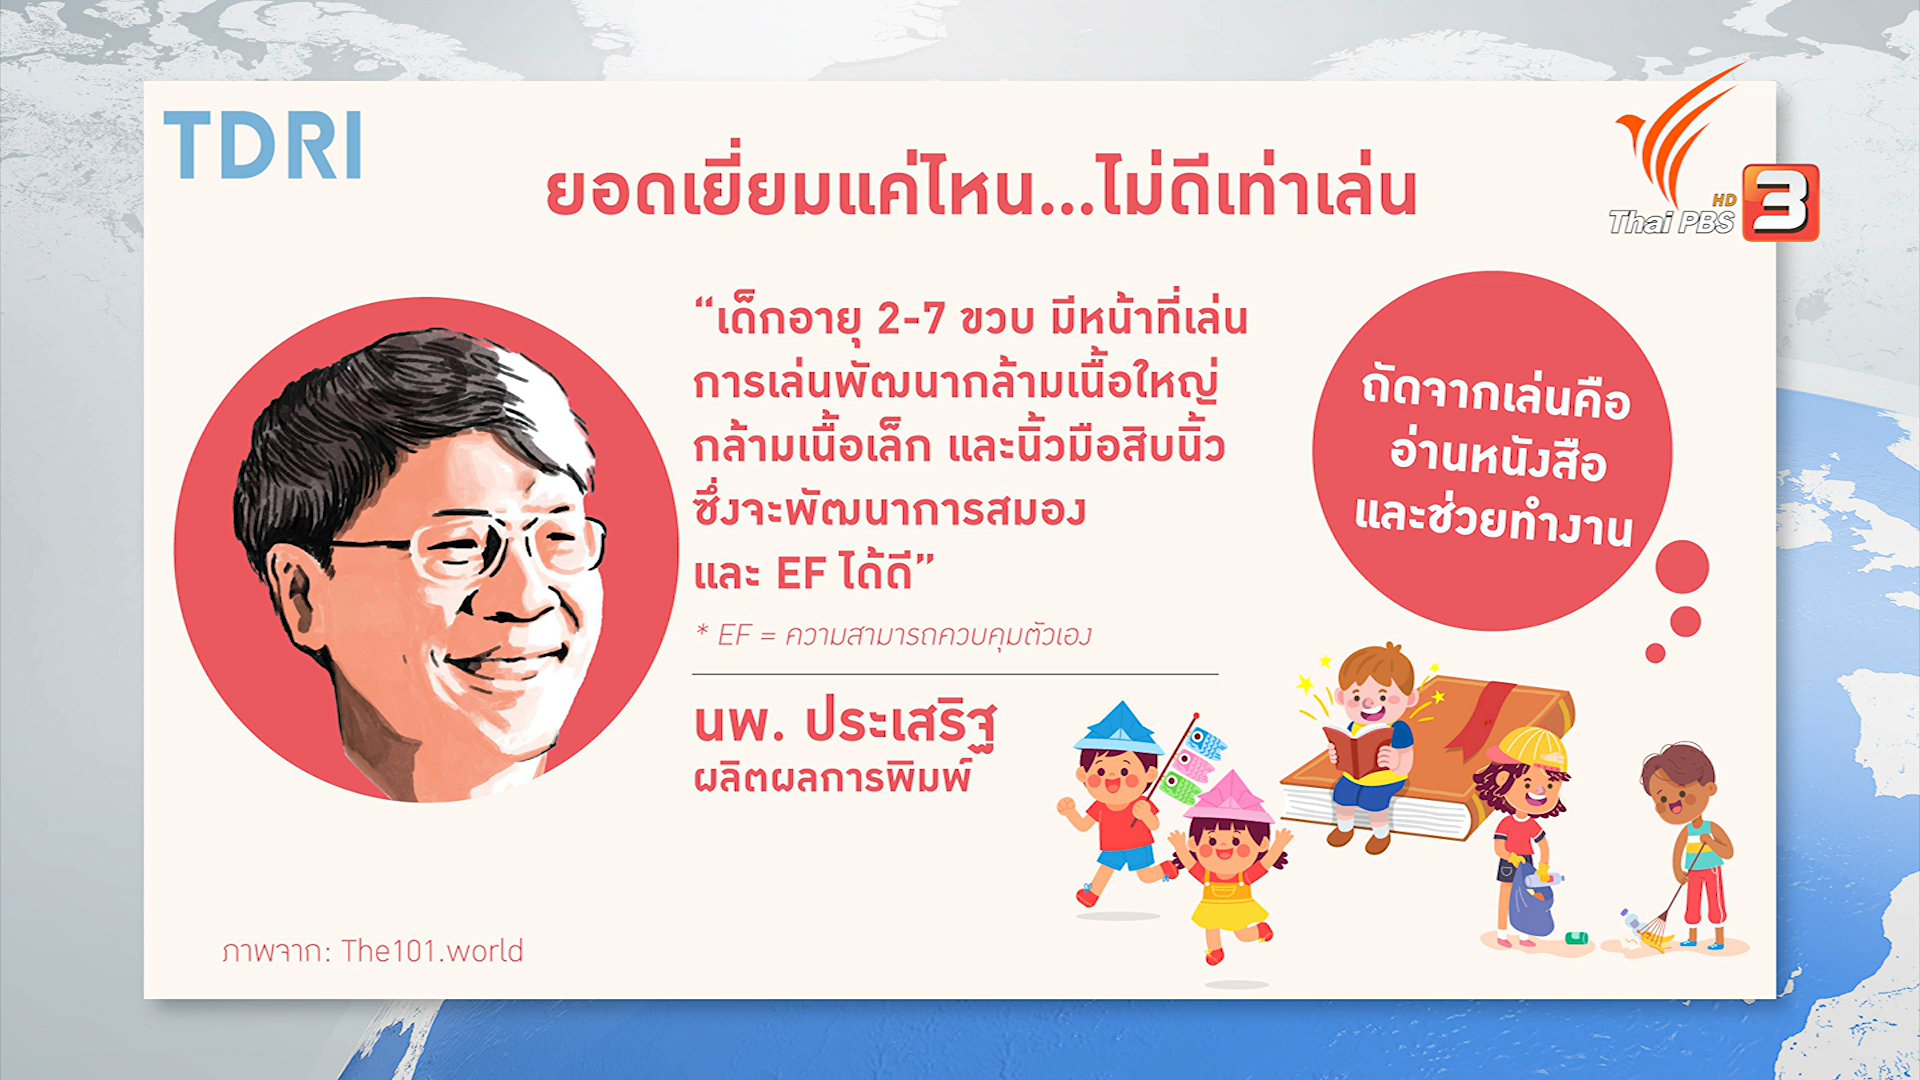 TDRI
ยอดเยี่ยมแค่ไหน...ไม่ดีเท่าเล่น
HD
Thai PBS 3
“เด็กอายุ 2-7 ขวบ มีหน้าที่เล่น
การเล่นพัฒนากล้ามเนื้อใหญ่
กล้ามเนื้อเล็ก และนิ้วมือสิบนิ้ว
ซึ่งจะพัฒนาการสมอง
และ EF ได้ดี”
* EF = ความสามารถควบคุมตัวเอง
นพ. ประเสริฐ
ผลิตผลการพิมพ์
ถัดจากเล่นคือ
อ่านหนังสือ
และช่วยทำงาน
ภาพจาก: The101.world